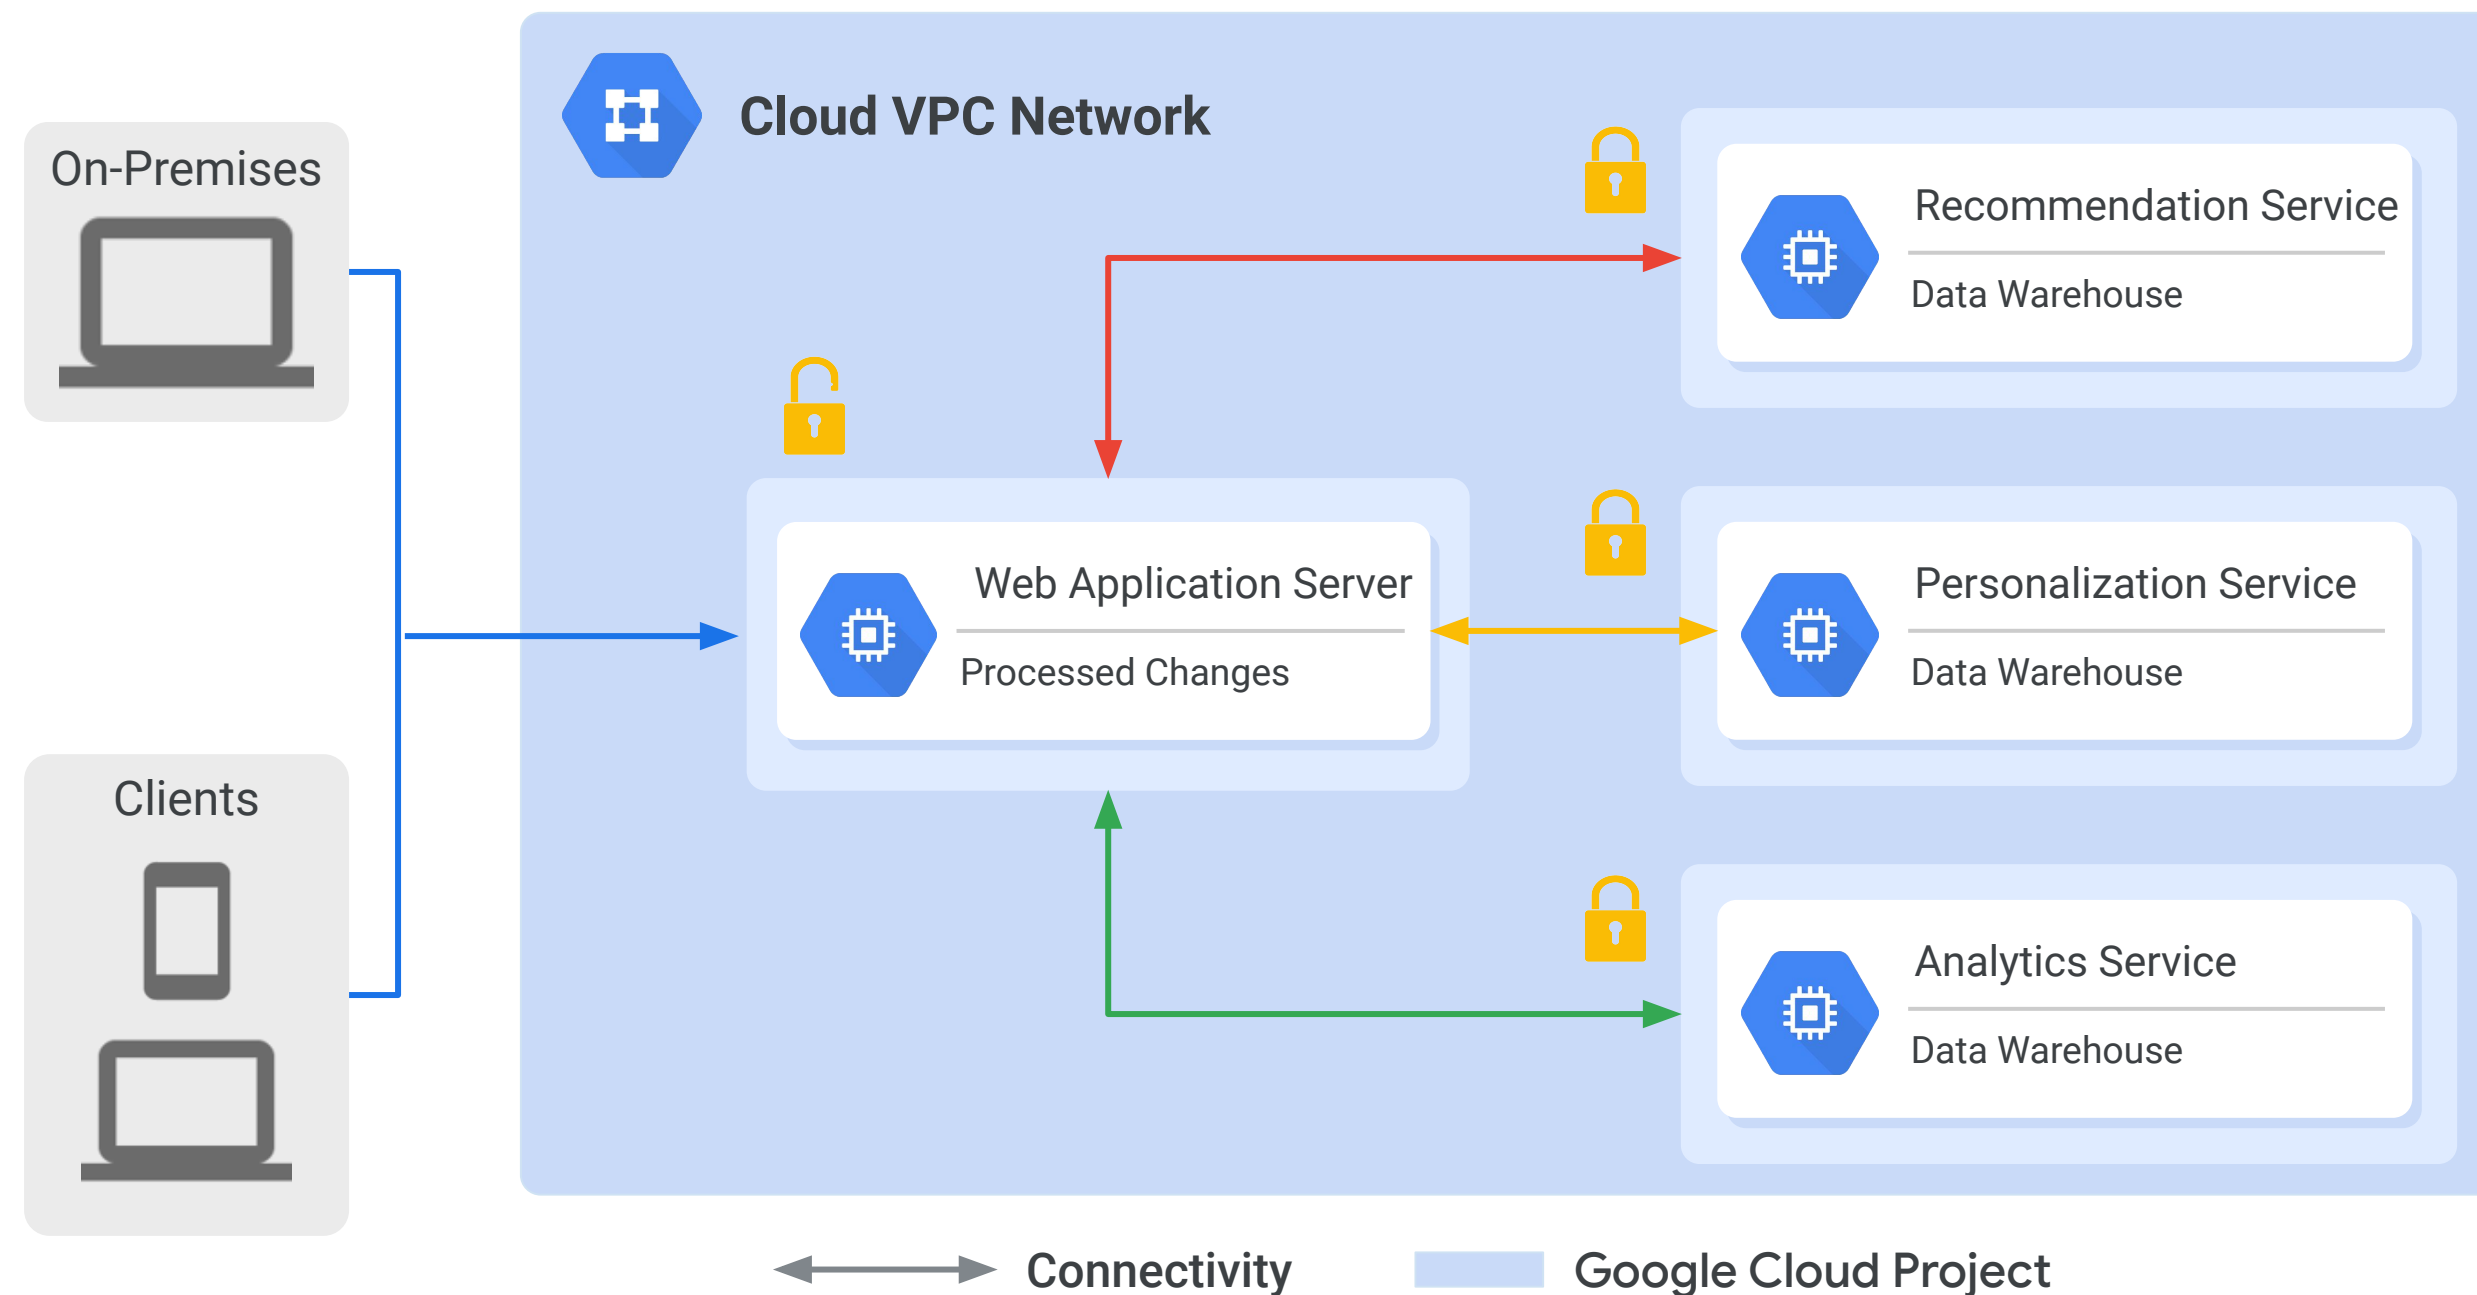 Cloud VPC Network
On-Premises
Recommendation Service
Data Warehouse
Web Application Server
Processed Changes
Personalization Service
Data Warehouse
Clients
Analytics Service
Data Warehouse
Connectivity
Google Cloud Project